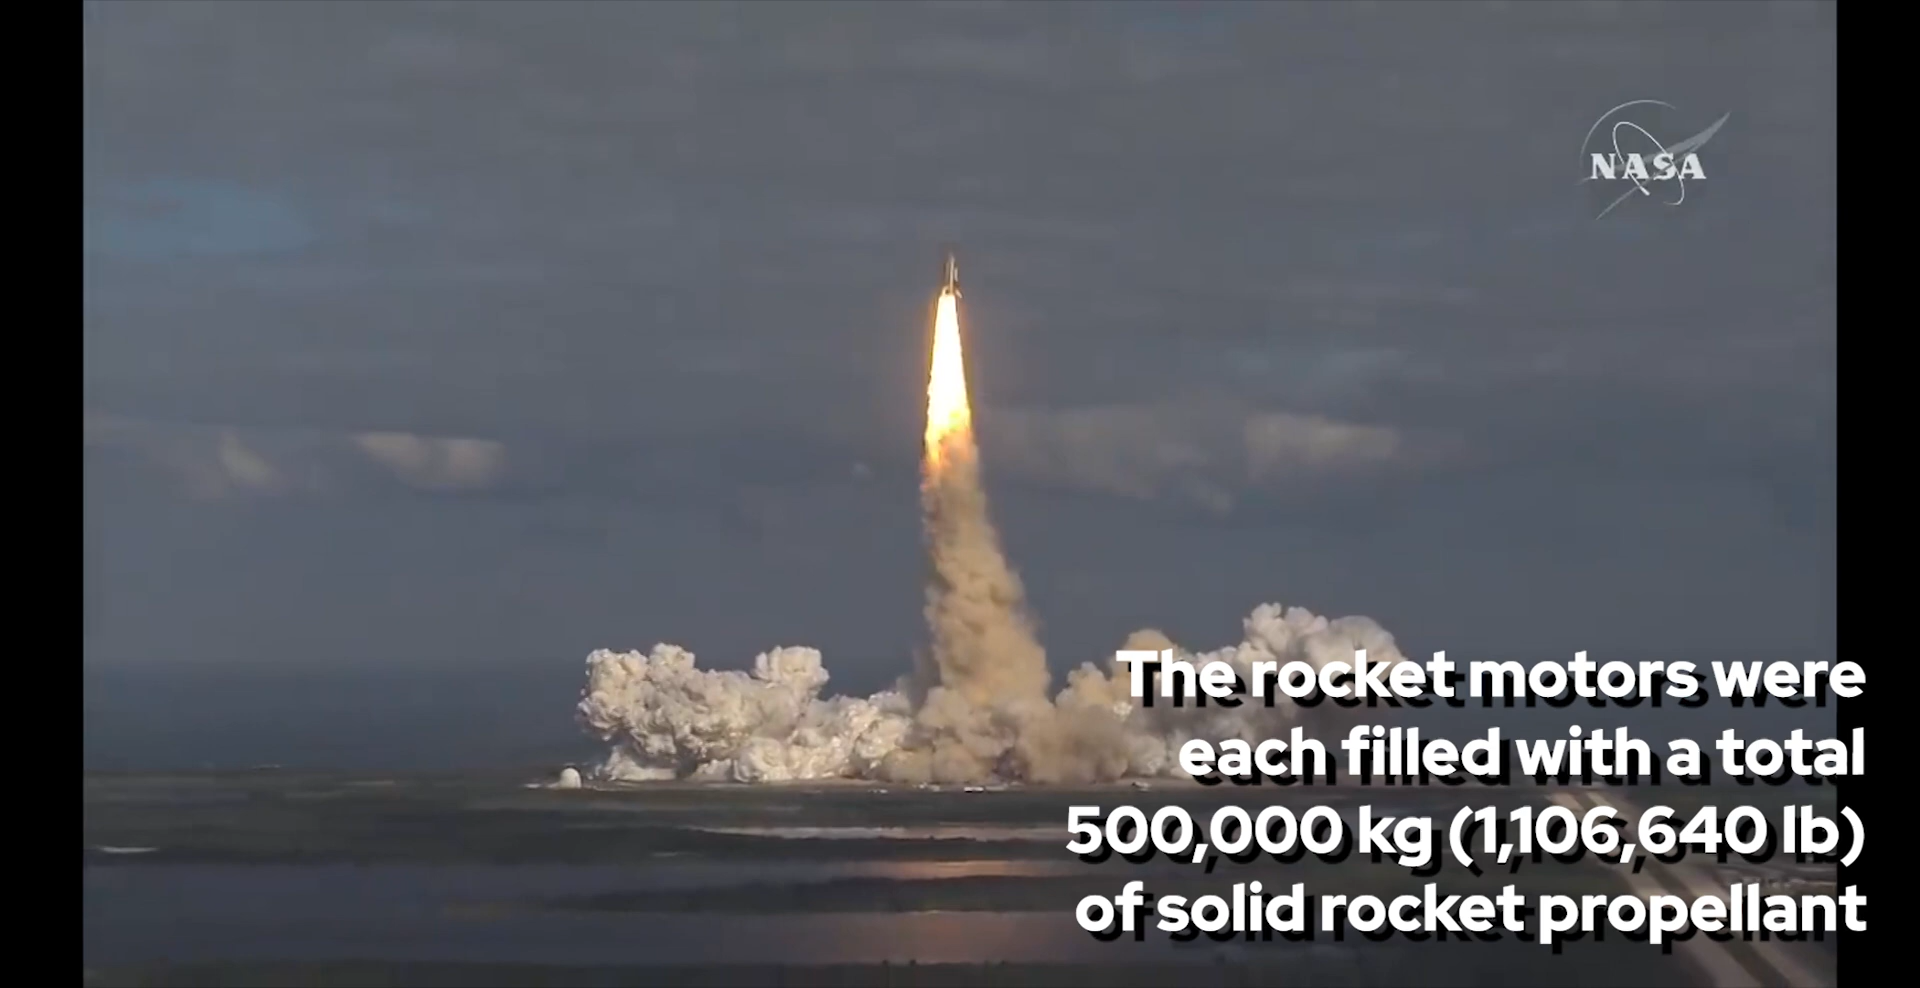 NASA
The rocket motors were
each filled with a total
500,000 kg (1,106,640 lb)
of solid rocket propellant